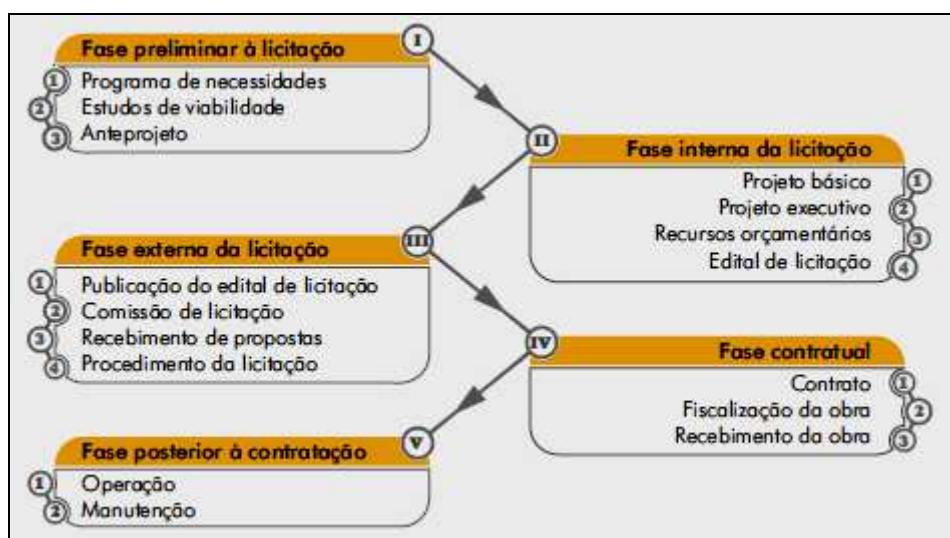 Fase preliminar à licitação
I
1 Programa de necessidades
2 Estudos de viabilidade
3 Anteprojeto
II
Fase interna da licitação
Projeto básico 1
Projeto executivo 2
Recursos orçamentários 3
Edital de licitação 4
Fase externa da licitação
III
1 Publicação do edital de licitação
2 Comissão de licitação
3 Recebimento de propostas
4 Procedimento da licitação
IV
Fase contratual
Contrato 1
Fiscalização da obra 2
Recebimento da obra 3
Fase posterior à contratação
V
1 Operação
2 Manutenção